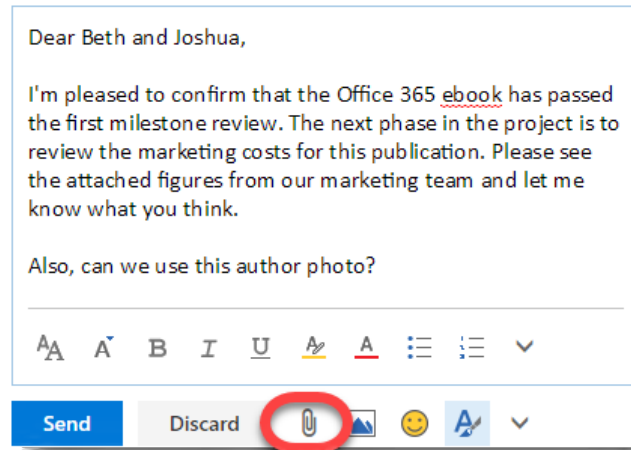 Dear Beth and Joshua,
I'm pleased to confirm that the Office 365 ebook has passed
the first milestone review. The next phase in the project is to
review the marketing costs for this publication. Please see
the attached figures from our marketing team and let me
know what you think.
Also, can we use this author photo?
AA A B I U A A
Send Discard A